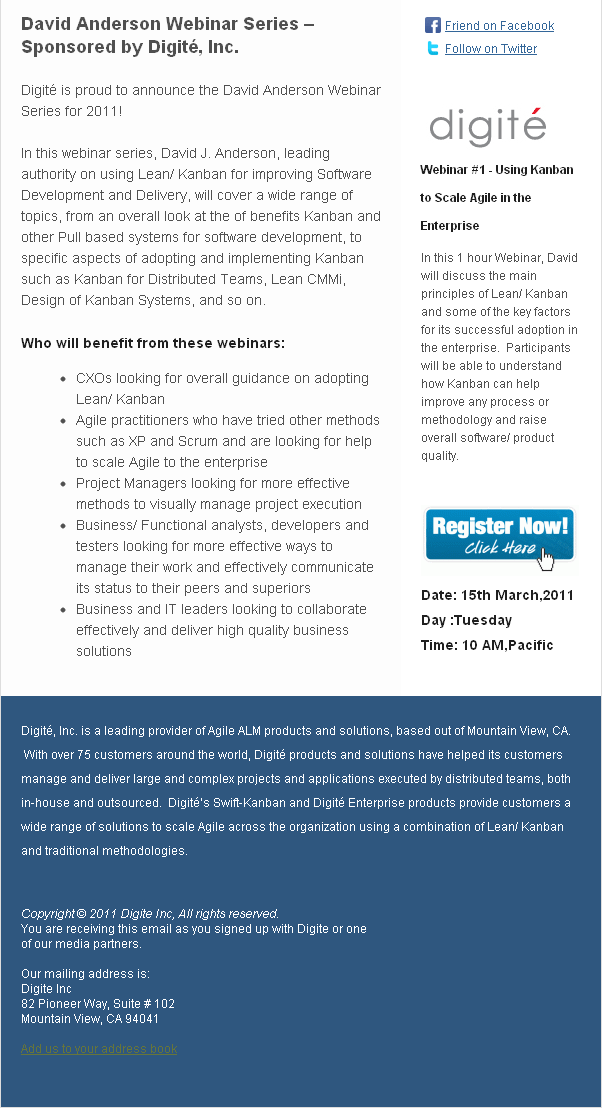 David Anderson Webinar Series –
Sponsored by Digité, Inc.
Digité is proud to announce the David Anderson Webinar
Series for 2011!
In this webinar series, David J. Anderson, leading
authority on using Lean/ Kanban for improving Software
Development and Delivery, will cover a wide range of
topics, from an overall look at the of benefits Kanban and
other Pull based systems for software development, to
specific aspects of adopting and implementing Kanban
such as Kanban for Distributed Teams, Lean CMMi,
Design of Kanban Systems, and so on.
Who will benefit from these webinars:
• CXOs looking for overall guidance on adopting
Lean/ Kanban
• Agile practitioners who have tried other methods
such as XP and Scrum and are looking for help
to scale Agile to the enterprise
• Project Managers looking for more effective
methods to visually manage project execution
• Business/ Functional analysts, developers and
testers looking for more effective ways to
manage their work and effectively communicate
its status to their peers and superiors
• Business and IT leaders looking to collaborate
effectively and deliver high quality business
solutions
Friend on Facebook
Follow on Twitter
digité
Webinar #1 - Using Kanban
to Scale Agile in the
Enterprise
In this 1 hour Webinar, David
will discuss the main
principles of Lean/ Kanban
and some of the key factors
for its successful adoption in
the enterprise. Participants
will be able to understand
how Kanban can help
improve any process or
methodology and raise
overall software/ product
quality.
Register Now!
Click Here
Date: 15th March,2011
Day :Tuesday
Time: 10 AM,Pacific
Digité, Inc. is a leading provider of Agile ALM products and solutions, based out of Mountain View, CA.
With over 75 customers around the world, Digité products and solutions have helped its customers
manage and deliver large and complex projects and applications executed by distributed teams, both
in-house and outsourced. Digité's Swift-Kanban and Digité Enterprise products provide customers a
wide range of solutions to scale Agile across the organization using a combination of Lean/ Kanban
and traditional methodologies.
Copyright © 2011 Digite Inc, All rights reserved.
You are receiving this email as you signed up with Digite or one
of our media partners.
Our mailing address is:
Digite Inc
82 Pioneer Way, Suite # 102
Mountain View, CA 94041
Add us to your address book